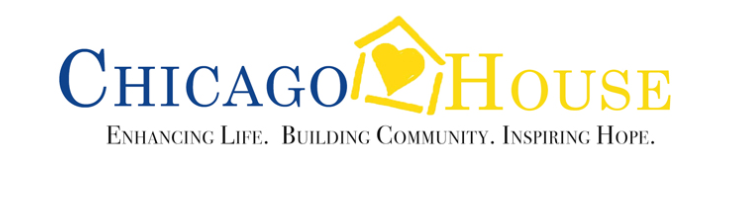 CHICAGO HOUSE
ENHANCING LIFE. BUILDING COMMUNITY. INSPIRING HOPE.